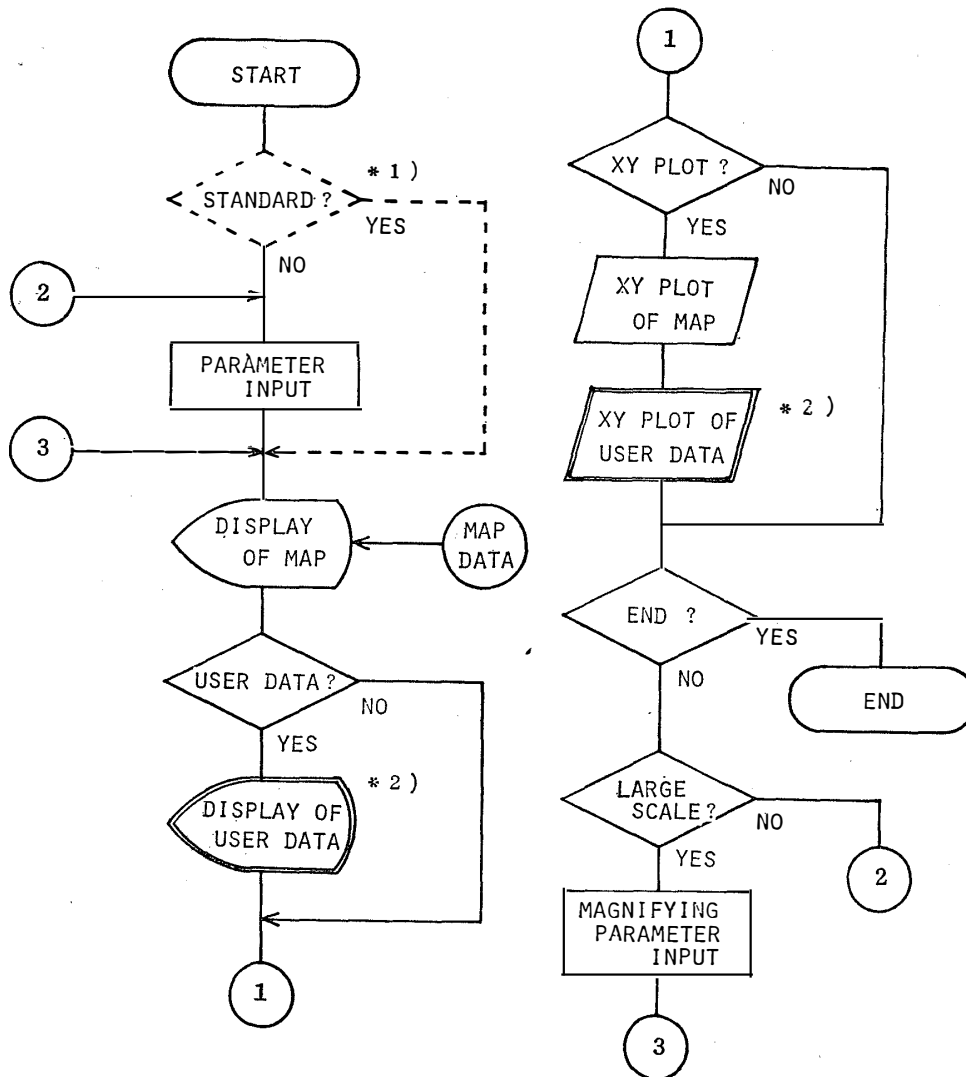 START
* 1 )
STANDARD ?
YES
NO
2
PARAMETER
INPUT
3
DISPLAY
OF MAP
MAP
DATA
USER DATA ?
NO
YES
* 2 )
DISPLAY OF
USER DATA
1
1
XY PLOT ?
NO
YES
XY PLOT
OF MAP
* 2 )
XY PLOT OF
USER DATA
END ?
YES
NO
END
LARGE
SCALE ?
NO
YES
2
MAGNIFYING
PARAMETER
INPUT
3